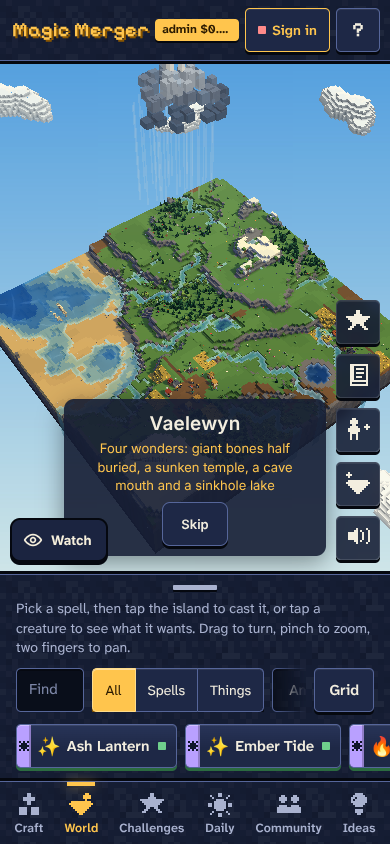 Magic Merger
admin $0....
Sign in
?
Vaelewyn
Four wonders: giant bones half
buried, a sunken temple, a cave
mouth and a sinkhole lake
Skip
Watch
Pick a spell, then tap the island to cast it, or tap a
creature to see what it wants. Drag to turn, pinch to zoom,
two fingers to pan.
Find
All
Spells
Things
Grid
Ash Lantern
Ember Tide
Craft
World
Challenges
Daily
Community
Ideas